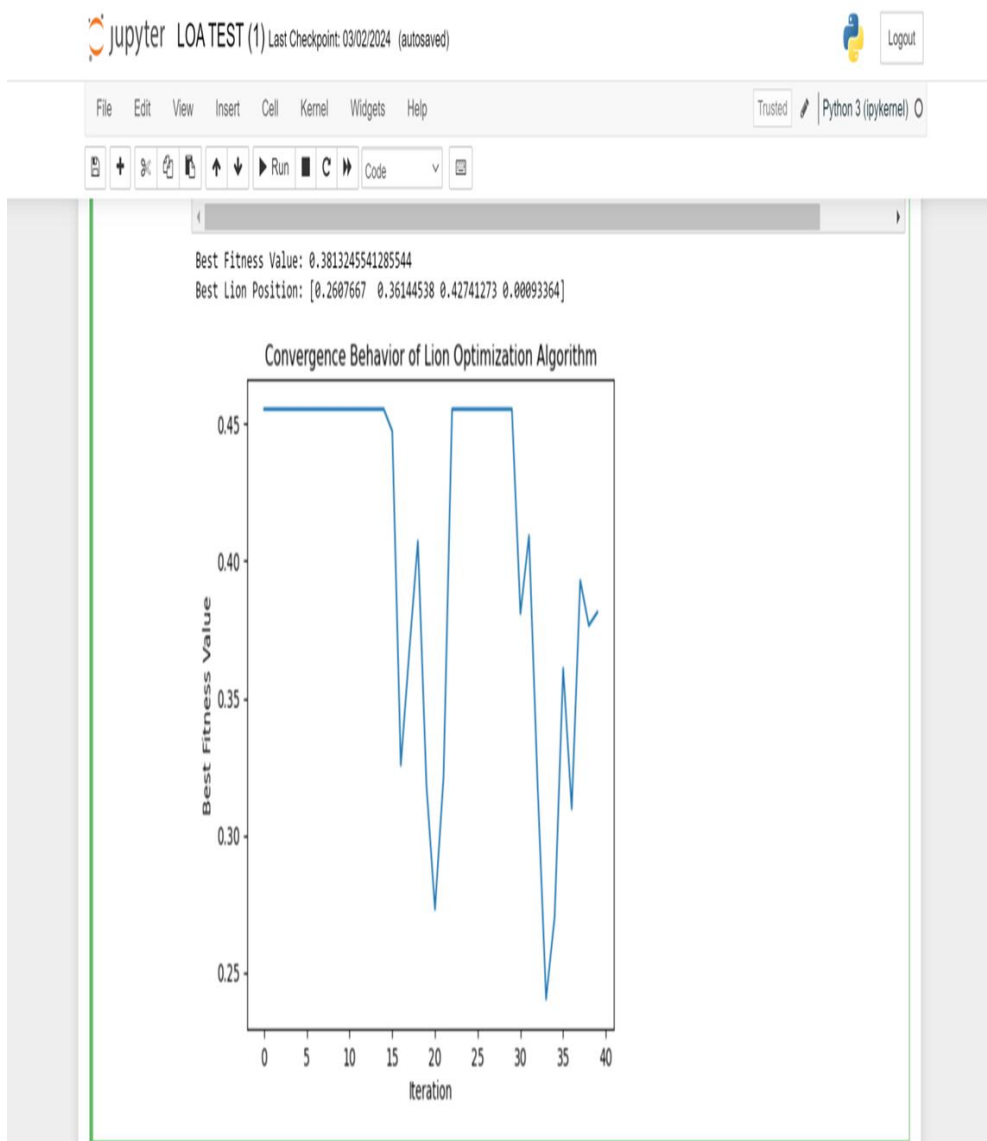 jupyter LOA TEST (1) Last Checkpoint: 03/02/2024 (autosaved)
Logout
File Edit View Insert Cell Kernel Widgets Help
Trusted Python 3 (ipykernel)
Run Code
Best Fitness Value: 0.3813245541285544
Best Lion Position: [0.2607667 0.36144538 0.42741273 0.00093364]
Convergence Behavior of Lion Optimization Algorithm
0.45
0.40
0.35
0.30
0.25
Best Fitness Value
0 5 10 15 20 25 30 35 40
Iteration